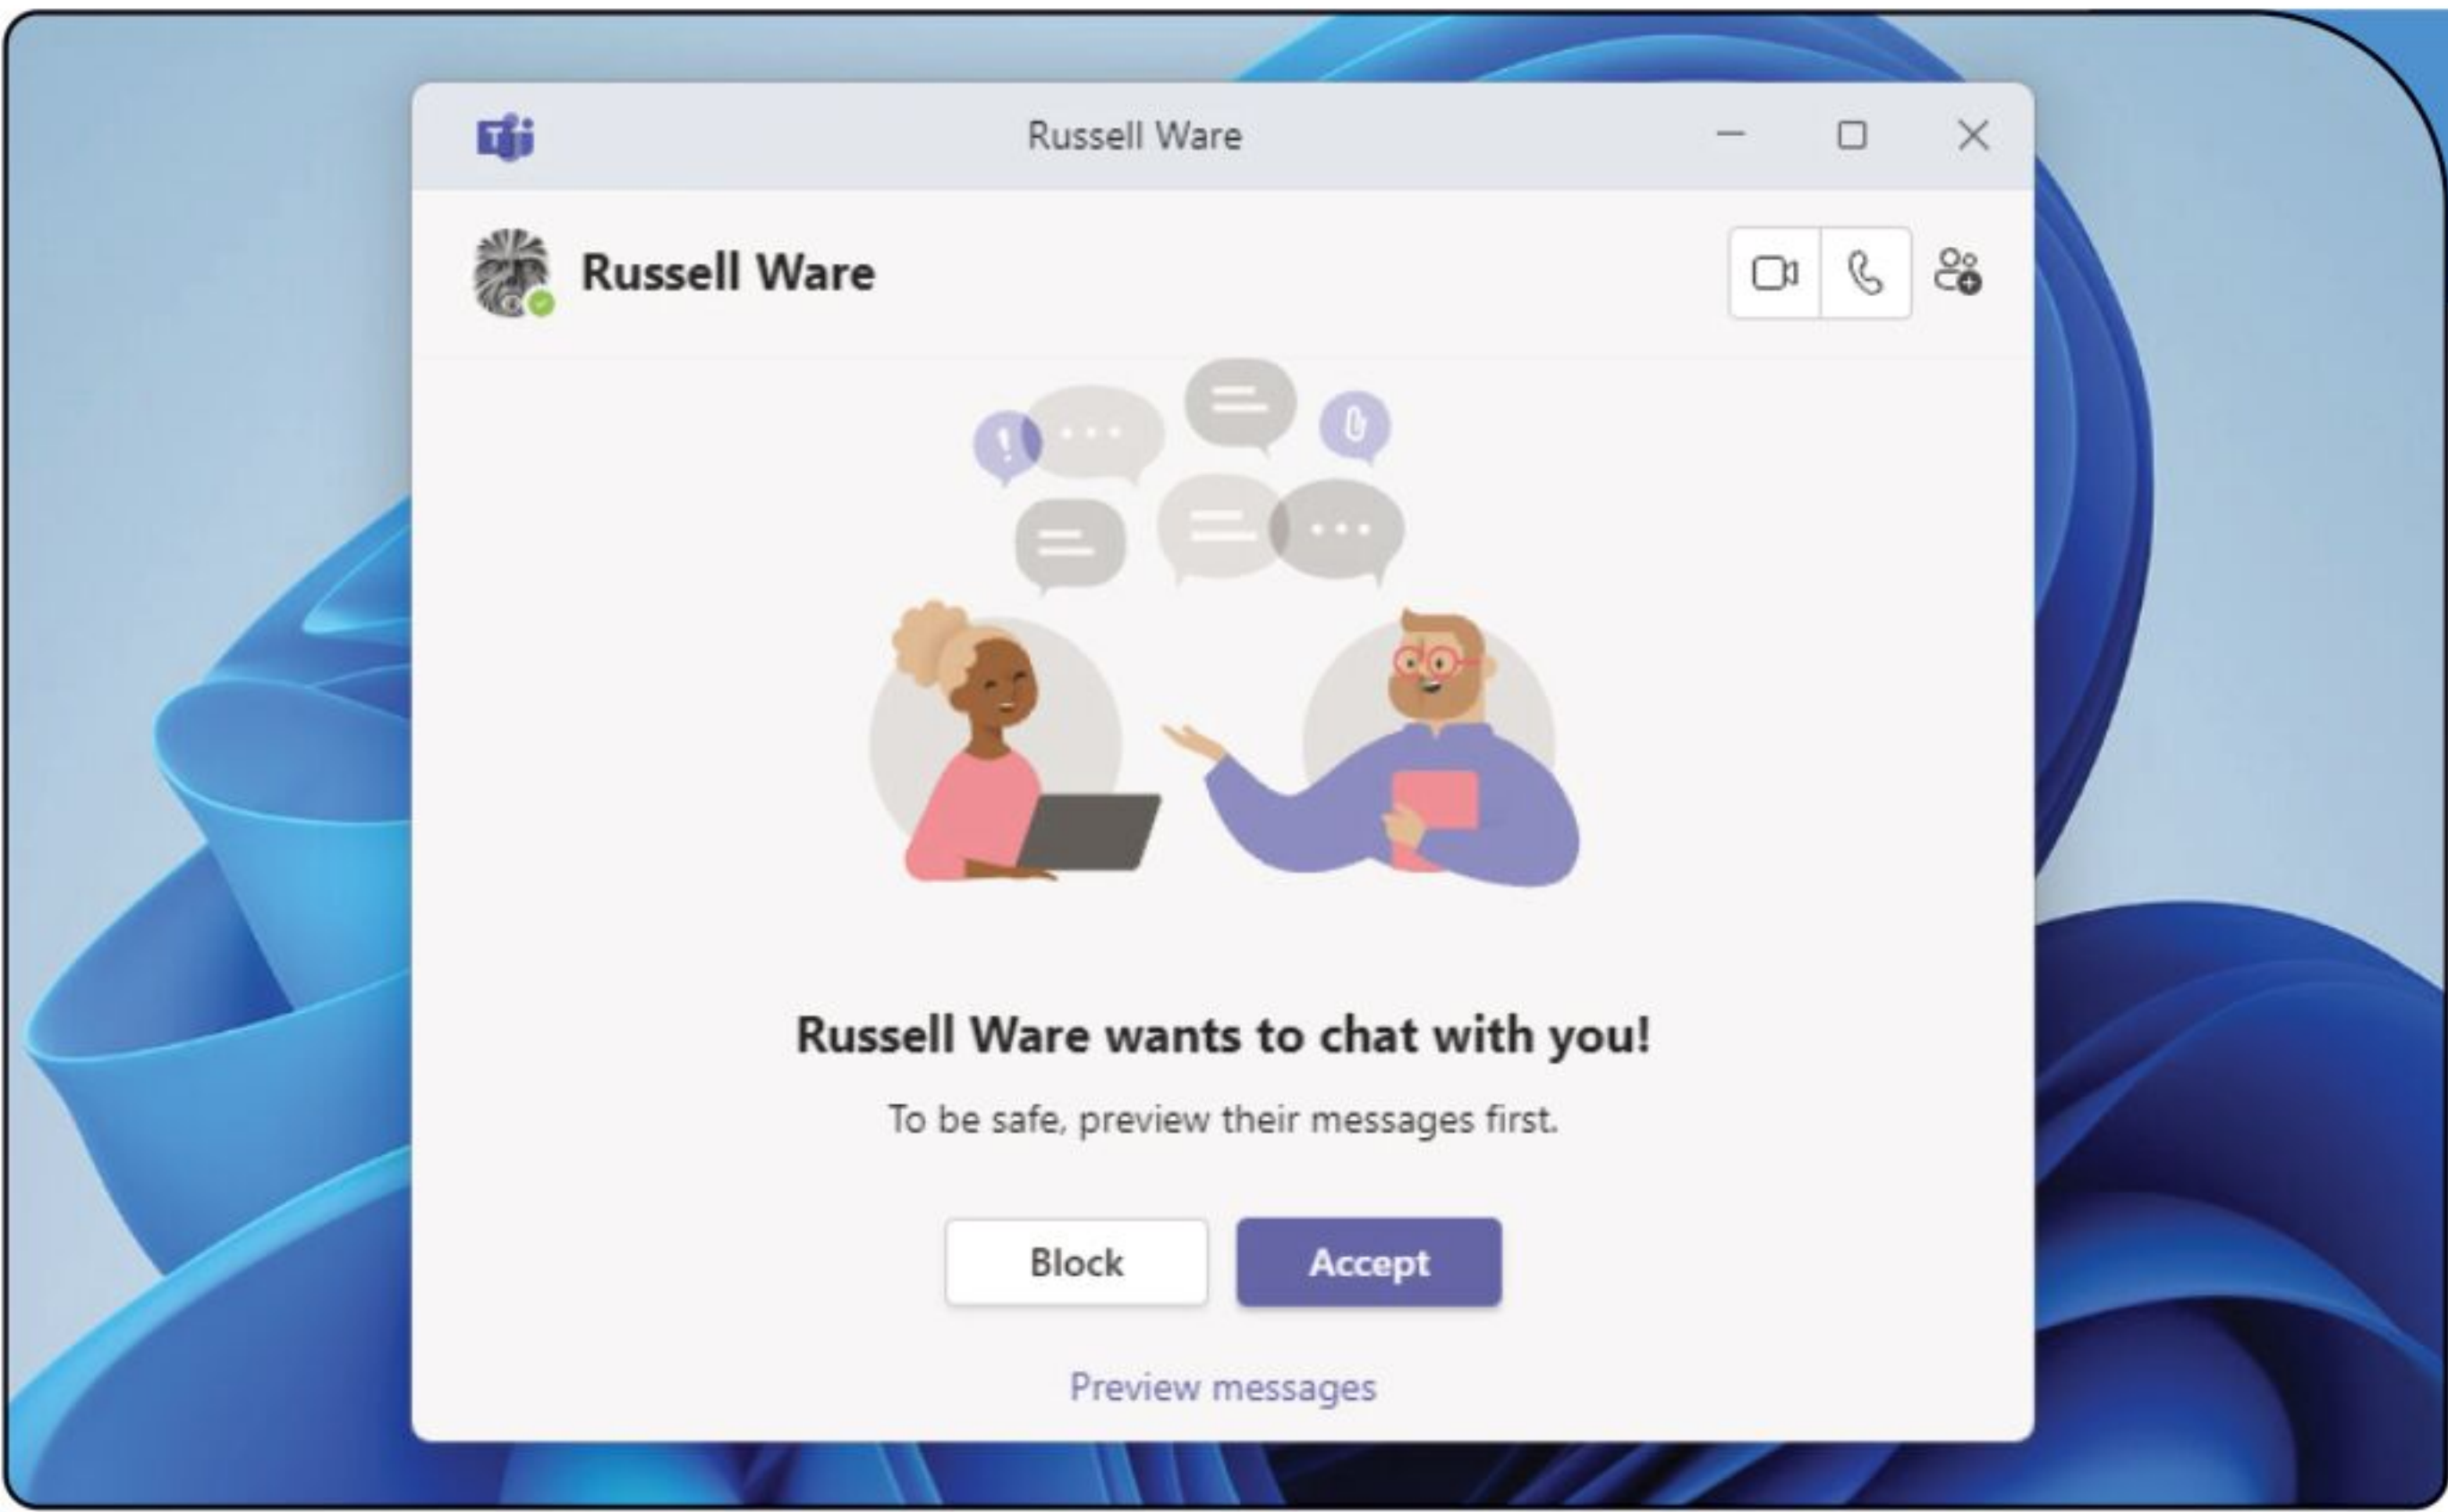 Russell Ware
Russell Ware
Russell Ware wants to chat with you!
To be safe, preview their messages first.
Block Accept
Preview messages